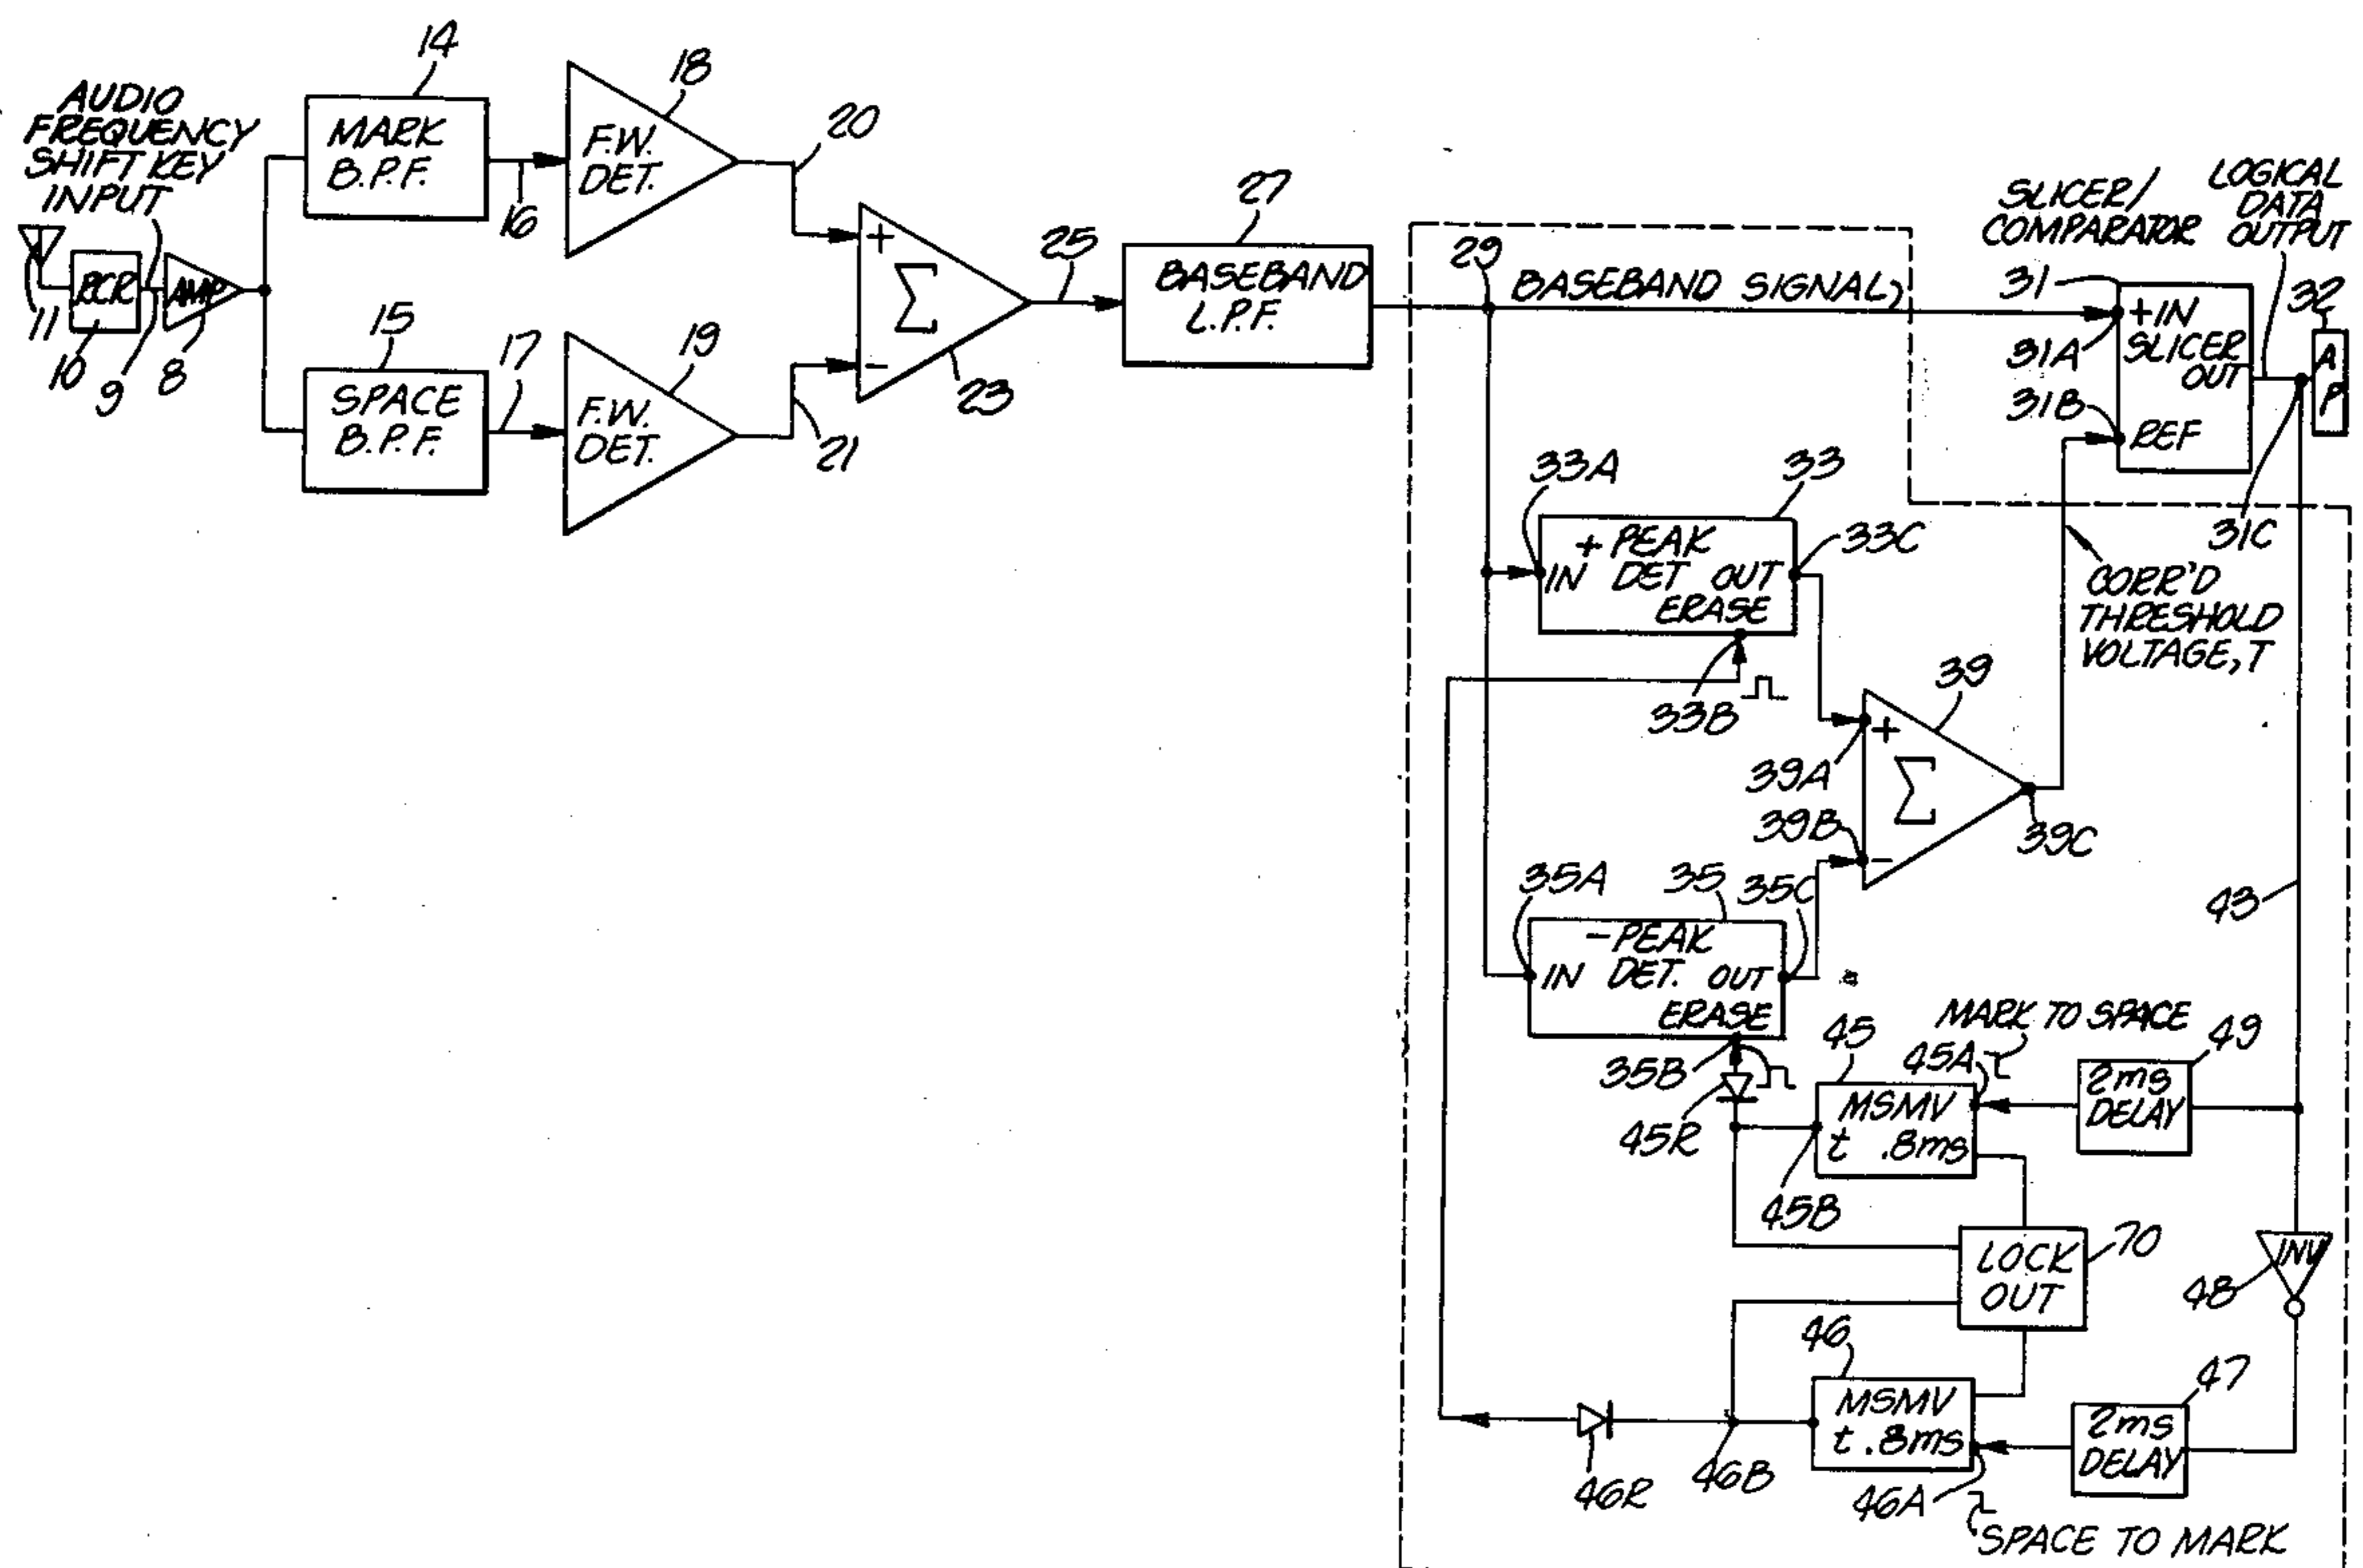 AUDIO
FREQUENCY
SHIFT KEY
INPUT
11
RCR
10
9
AMP
8
14
MARK
B.P.F.
16
15
SPACE
B.P.F.
17
18
F.W.
DET.
20
19
F.W.
DET.
21
+
Σ
-
23
25
27
BASEBAND
L.P.F.
29
BASEBAND SIGNAL
SLICER/
COMPARATOR
LOGICAL
DATA
OUTPUT
31
31A
31B
+IN
SLICER
OUT
REF
32
A
P
31C
33A
33
+ PEAK
IN DET OUT
ERASE
33C
33B
CORR'D
THRESHOLD
VOLTAGE, T
39
39A
+
Σ
39B
-
39C
43
35A
35
35C
-PEAK
IN DET. OUT
ERASE
35B
45R
45
45A
MARK TO SPACE
MSMV
t .8ms
45B
49
2ms
DELAY
LOCK
OUT
70
INV
48
46
MSMV
t .8ms
46R
46B
46A
47
2ms
DELAY
SPACE TO MARK